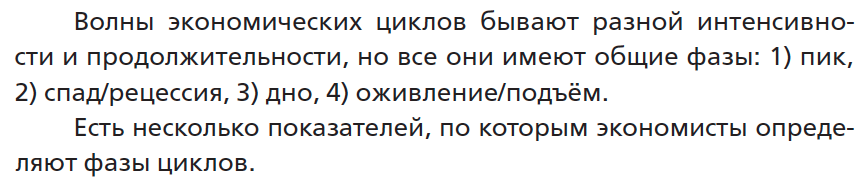 Волны экономических циклов бывают разной интенсивно-
сти и продолжительности, но все они имеют общие фазы: 1) пик,
2) спад/рецессия, 3) дно, 4) оживление/подъём.
Есть несколько показателей, по которым экономисты опреде-
ляют фазы циклов.